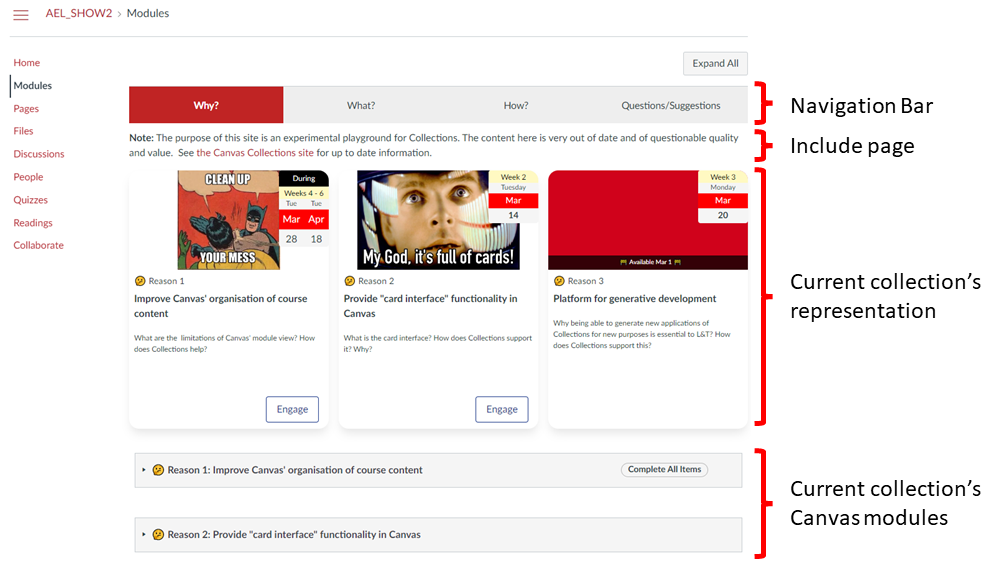 AEL_SHOW2 › Modules
Expand All
Home
Modules
Pages
Files
Discussions
People
Quizzes
Readings
Collaborate
Why? What? How? Questions/Suggestions
Note: The purpose of this site is an experimental playground for Collections. The content here is very out of date and of questionable quality
and value. See the Canvas Collections site for up to date information.
CLEAN UP
YOUR MESS
During
Weeks 4 - 6
Tue Tue
Mar Apr
28 18
Reason 1
Improve Canvas' organisation of course
content
What are the limitations of Canvas' module view? How
does Collections help?
Engage
My God, it's full of cards!
Week 2
Tuesday
Mar
14
Reason 2
Provide "card interface" functionality in
Canvas
What is the card interface? How does Collections support
it? Why?
Engage
Week 3
Monday
Mar
20
Available Mar 1
Reason 3
Platform for generative development
Why being able to generate new applications of
Collections for new purposes is essential to L&T? How
does Collections support this?
Reason 1: Improve Canvas' organisation of course content
Complete All Items
Reason 2: Provide "card interface" functionality in Canvas
Navigation Bar
Include page
Current collection's
representation
Current collection's
Canvas modules